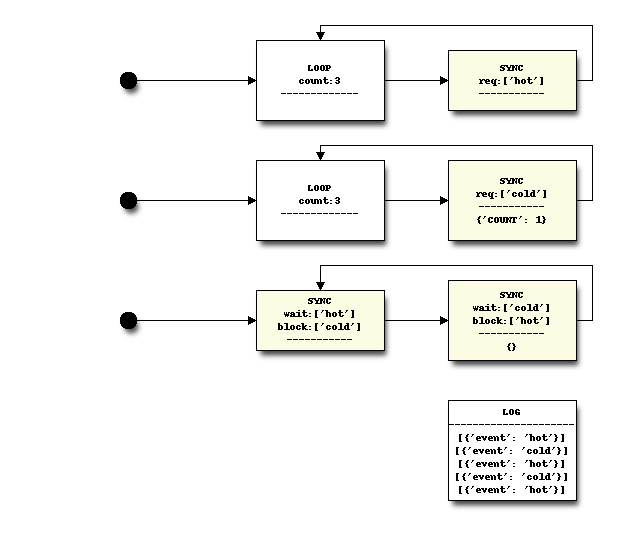 LOOP
count:3
-------------
SYNC
req:['hot']
-----------
LOOP
count:3
-------------
SYNC
req:['cold']
-----------
{'COUNT': 1}
SYNC
wait:['hot']
block:['cold']
-----------
SYNC
wait:['cold']
block:['hot']
-----------
{}
LOG
---------------------
[{'event': 'hot'}]
[{'event': 'cold'}]
[{'event': 'hot'}]
[{'event': 'cold'}]
[{'event': 'hot'}]